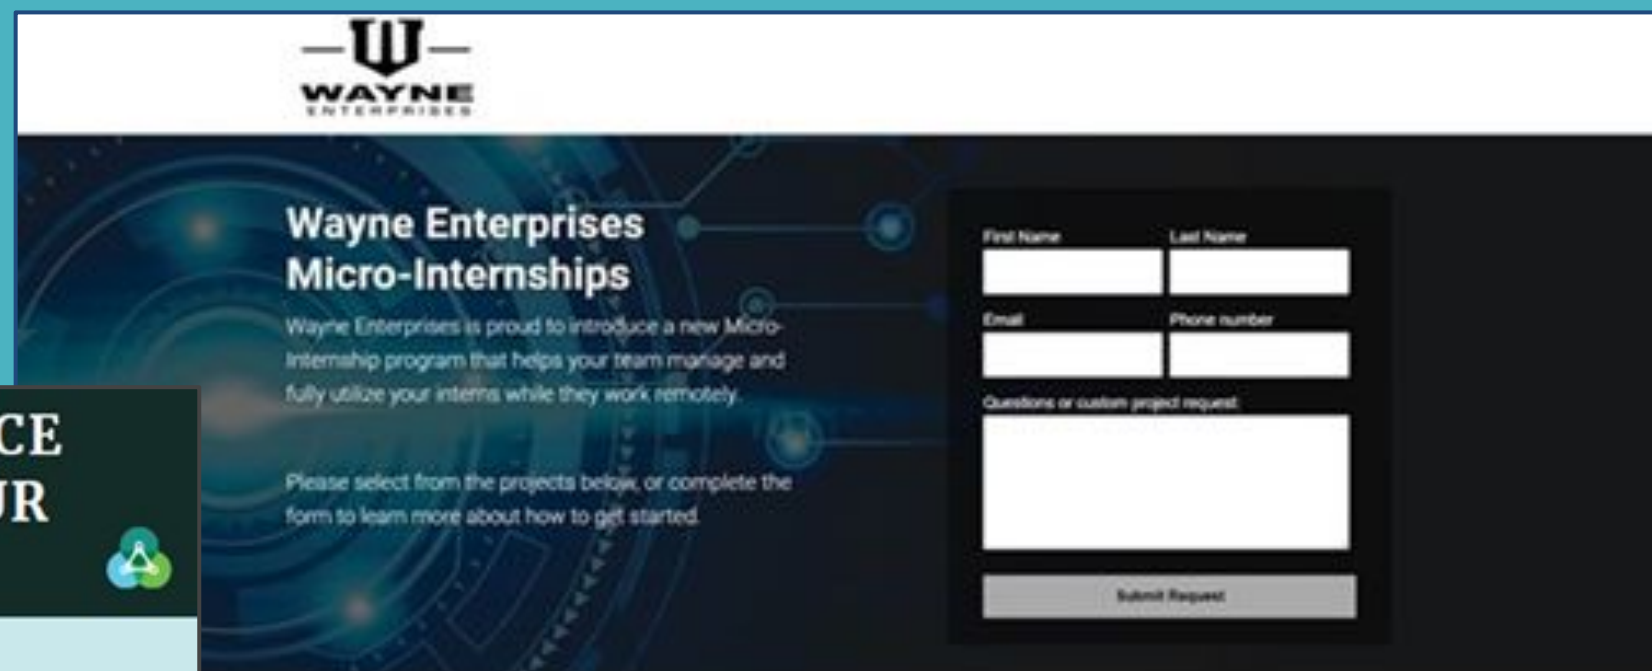 WAYNE
ENTERPRISES
Wayne Enterprises
Micro-Internships
Wayne Enterprises is proud to introduce a new Micro-
Internship program that helps your team manage and
fully utilize your interns while they work remotely.
Please select from the projects below, or complete the
form to learn more about how to get started.
First Name
Last Name
Email
Phone number
Questions or custom project request:
Submit Request
CE
UR